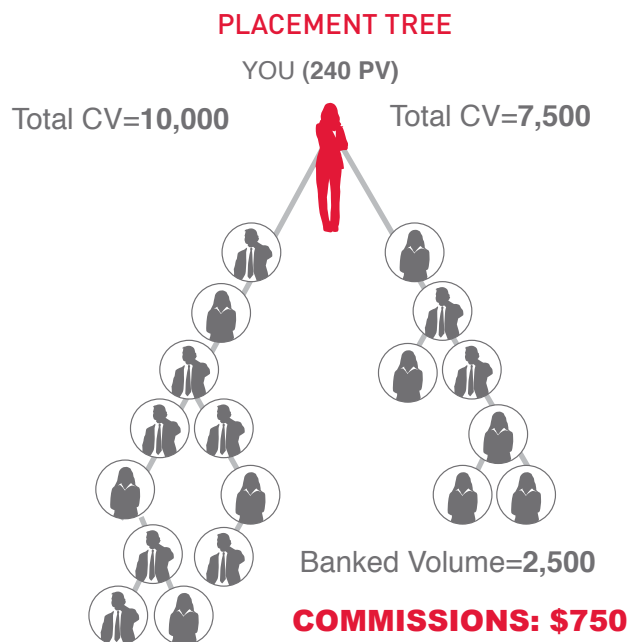 PLACEMENT TREE
YOU (240 PV)
Total CV=10,000
Total CV=7,500
Banked Volume=2,500
COMMISSIONS: $750